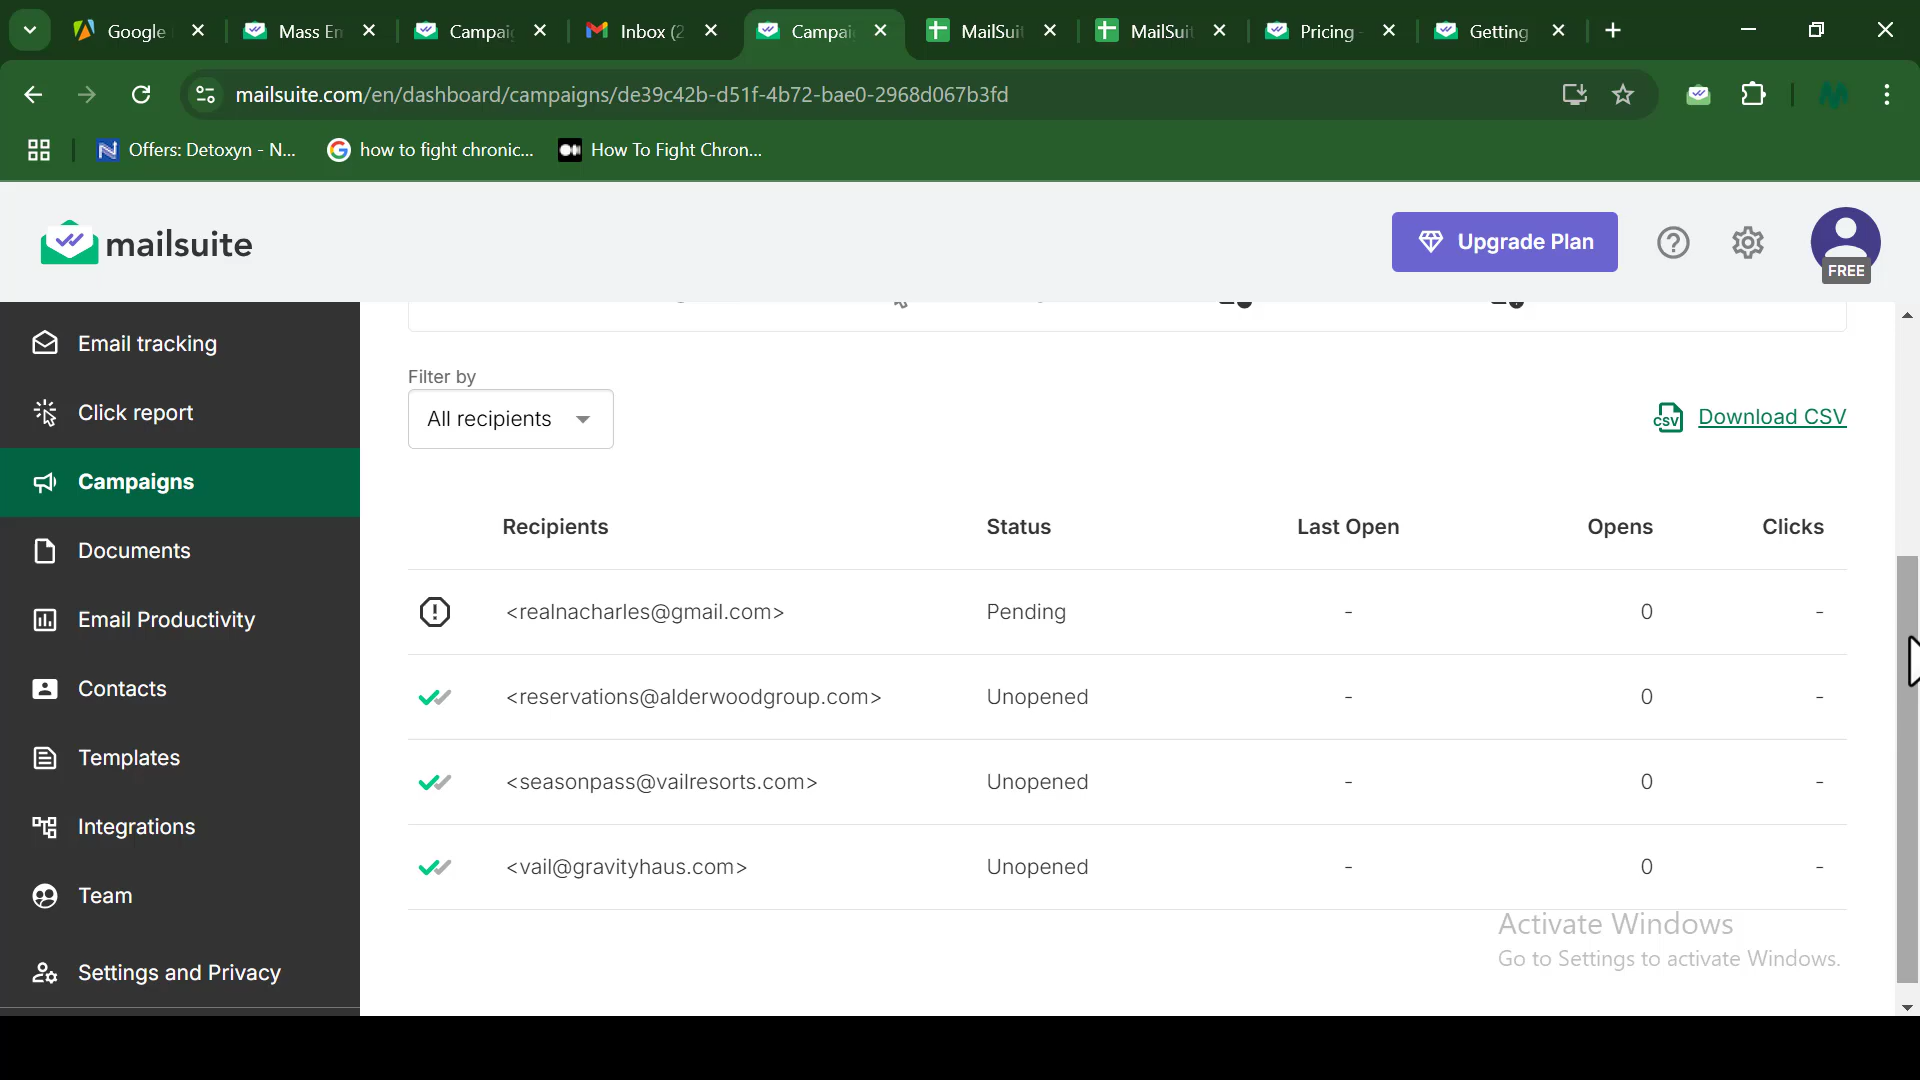 Google
Mass Em
Campaig
Inbox (2
Campai
MailSuit
MailSuit
Pricing -
Getting
mailsuite.com/en/dashboard/campaigns/de39c42b-d51f-4b72-bae0-2968d067b3fd
Offers: Detoxyn - N...
how to fight chronic...
How To Fight Chron...
mailsuite
Upgrade Plan
FREE
Email tracking
Click report
Campaigns
Documents
Email Productivity
Contacts
Templates
Integrations
Team
Settings and Privacy
Filter by
All recipients
CSV Download CSV
Recipients Status Last Open Opens Clicks
<realnacharles@gmail.com> Pending - 0 -
<reservations@alderwoodgroup.com> Unopened - 0 -
<seasonpass@vailresorts.com> Unopened - 0 -
<vail@gravityhaus.com> Unopened - 0 -
Activate Windows
Go to Settings to activate Windows.